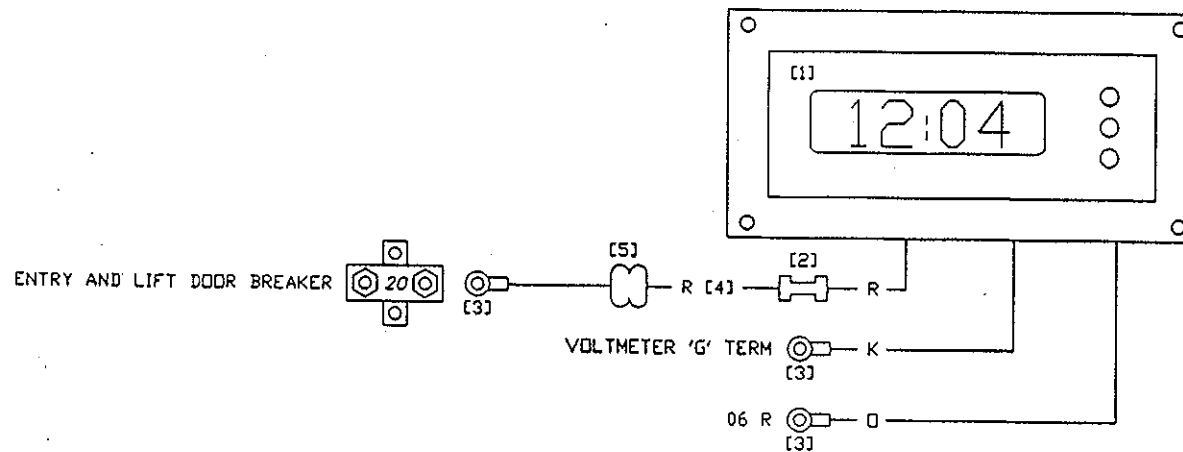 [1]
12:04
[5]
[2]
ENTRY AND LIFT DOOR BREAKER 20 R [4] R
[3]
VOLTMETER 'G' TERM K
[3]
06 R O
[3]